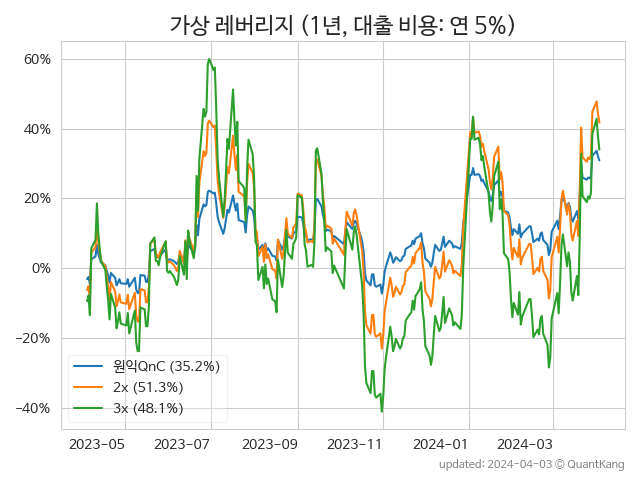 가상 레버리지 (1년, 대출 비용: 연 5%)
60%
40%
20%
0%
−20%
−40%
원익QnC (35.2%)
2x (51.3%)
3x (48.1%)
2023-05
2023-07
2023-09
2023-11
2024-01
2024-03
updated: 2024-04-03 © QuantKang